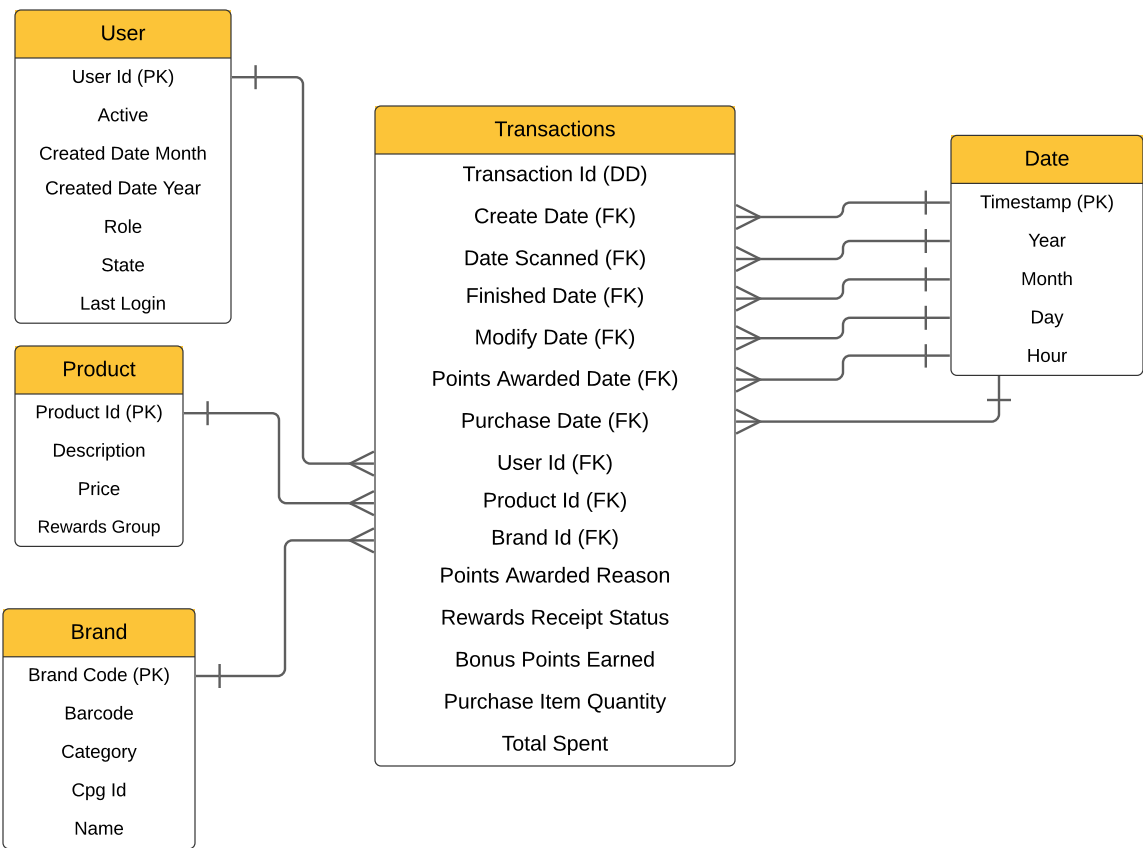 User
User Id (PK)
Active
Created Date Month
Created Date Year
Role
State
Last Login
Product
Product Id (PK)
Description
Price
Rewards Group
Brand
Brand Code (PK)
Barcode
Category
Cpg Id
Name
Transactions
Transaction Id (DD)
Create Date (FK)
Date Scanned (FK)
Finished Date (FK)
Modify Date (FK)
Points Awarded Date (FK)
Purchase Date (FK)
User Id (FK)
Product Id (FK)
Brand Id (FK)
Points Awarded Reason
Rewards Receipt Status
Bonus Points Earned
Purchase Item Quantity
Total Spent
Date
Timestamp (PK)
Year
Month
Day
Hour